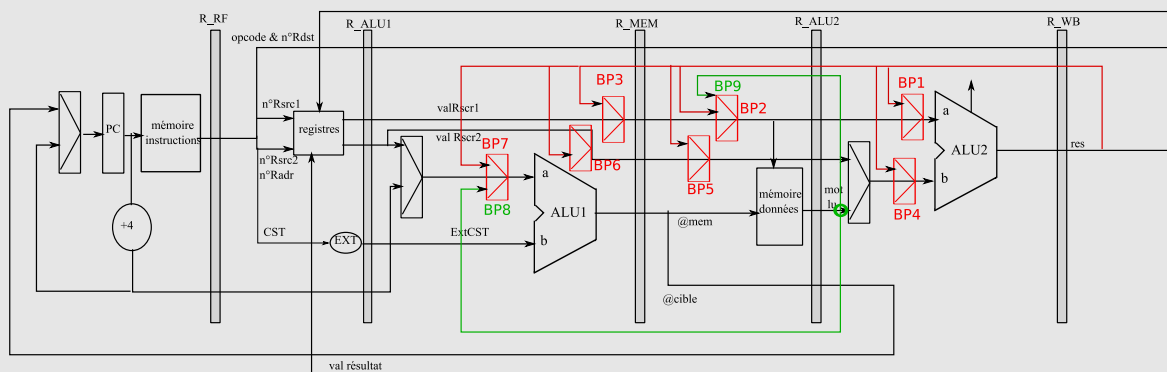 R_RF
R_ALU1
R_MEM
R_ALU2
R_WB
opcode & n°Rdst
BP3
BP9
BP1
BP2
n°Rsrc1
valRscr1
a
PC
mémoire
instructions
registres
val Rscr2
ALU2
res
n°Rsrc2
n°Radr
BP7
BP6
BP5
b
BP4
a
BP8
mémoire
données
mot
lu
ALU1
+4
CST
EXT
ExtCST
b
@mem
@cible
val résultat